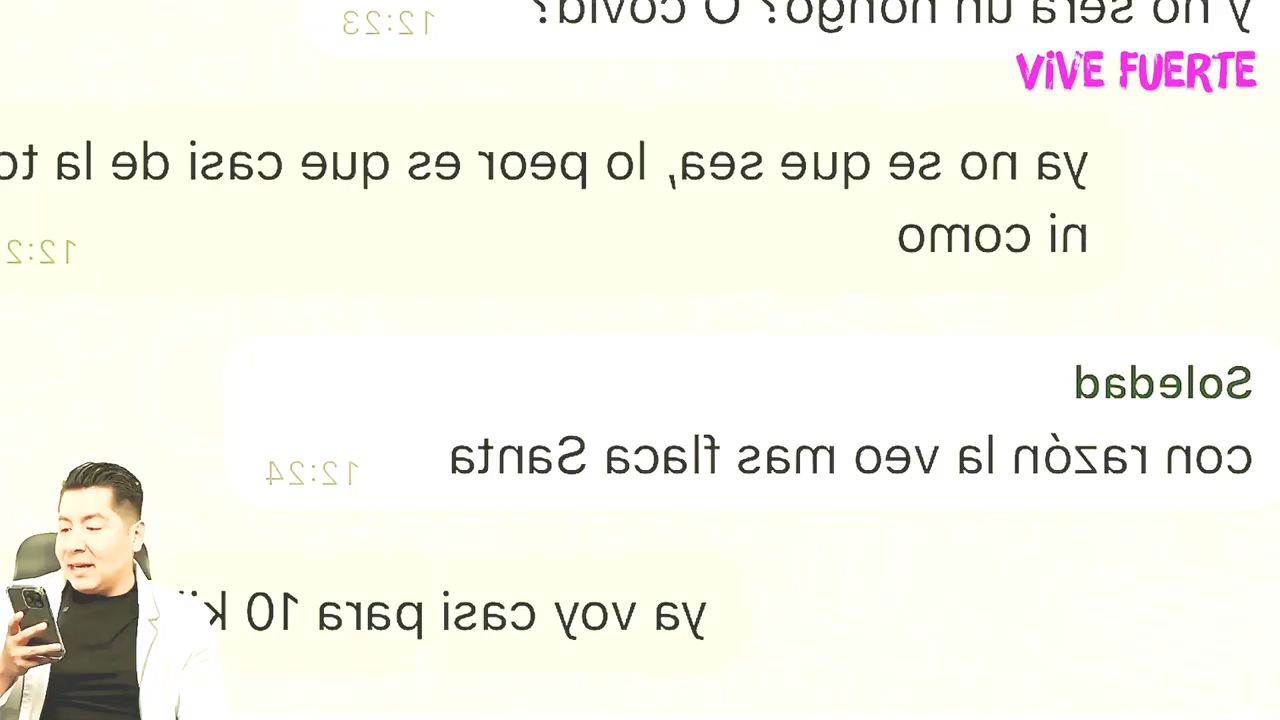 y no será un hongo? O covid?
12:23
VIVE FUERTE
ya no se que sea, lo peor es que casi de la
ni como
Soledad
con razón la veo mas flaca Santa
12:24
ya voy casi para 10